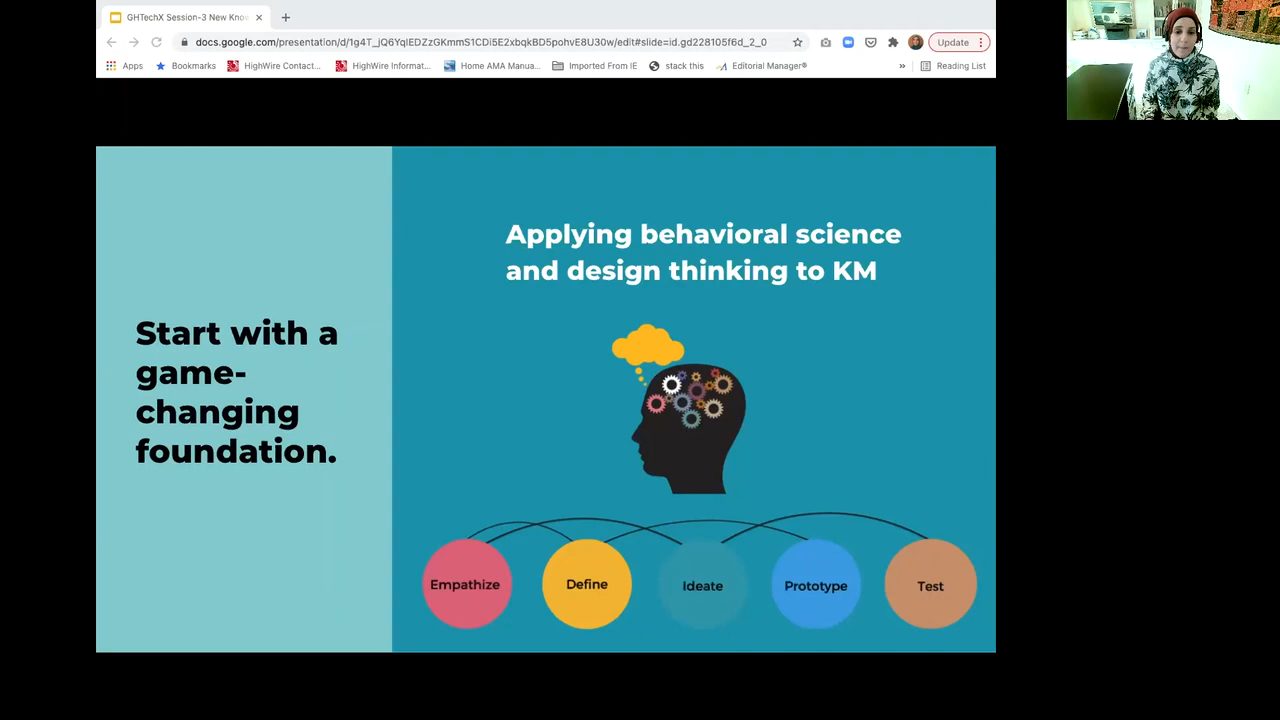 GHTechX Session-3 New Kno
docs.google.com/presentation/d/1g4T_jQ6YqlEDZzGKmmS1CDi5E2xbqkBD5pohvE8U30w/edit#slide=id.gd228105f6d_2_0
Update
Apps
Bookmarks
HighWire Contact...
HighWire Informat...
Home AMA Manua...
Imported From IE
stack this
Editorial Manager®
»
Reading List
Start with a
game-
changing
foundation.
Applying behavioral science
and design thinking to KM
Empathize
Define
Ideate
Prototype
Test